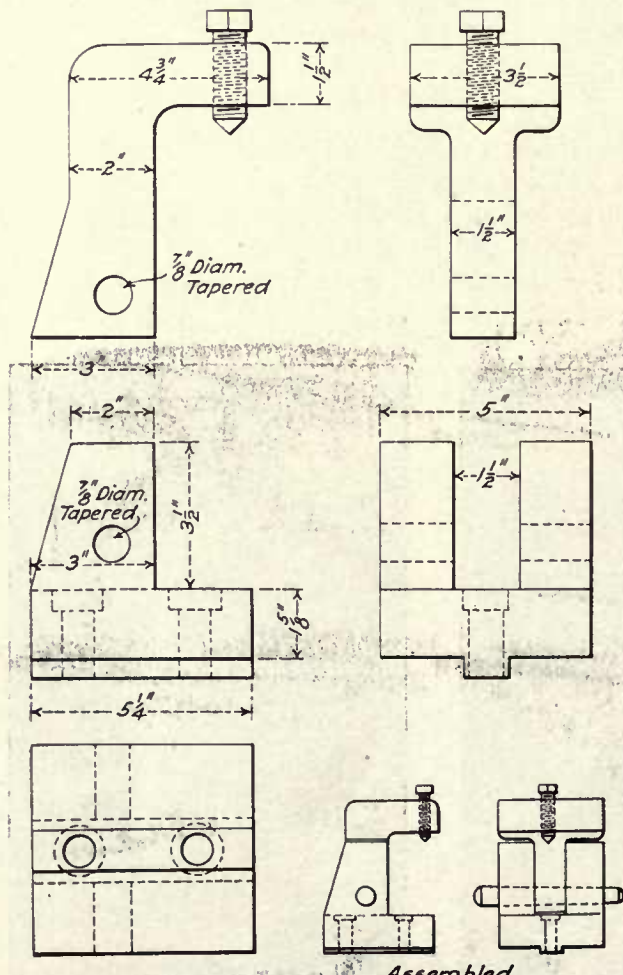 4 3/4"
1 1/2"
3 1/2"
2"
1 1/2"
7/8" Diam.
Tapered
3"
2"
5"
7/8" Diam.
Tapered
3 1/2"
1 1/2"
3"
1 5/8"
5 1/4"
Assembled